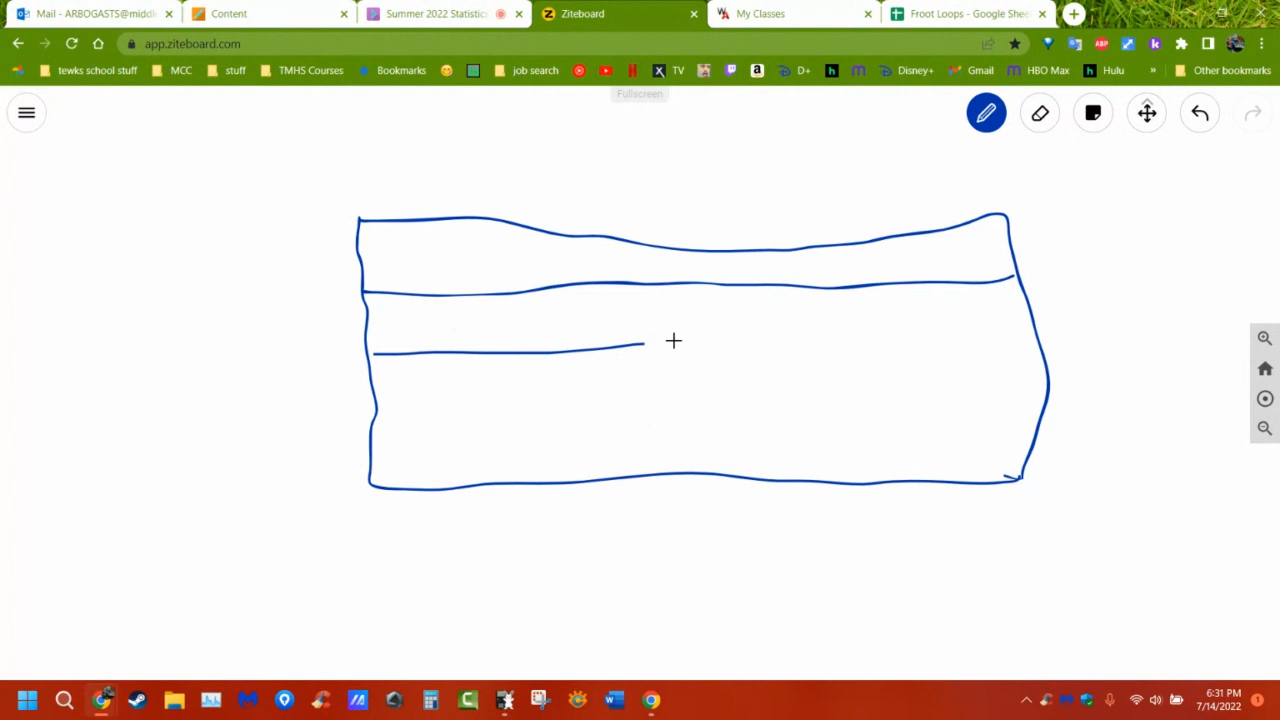 Mail - ARBOGASTS@middle
Content
Summer 2022 Statistics
Ziteboard
My Classes
Froot Loops - Google Shee
app.ziteboard.com
tewks school stuff
MCC
stuff
TMHS Courses
Bookmarks
job search
TV
D+
Disney+
Gmail
HBO Max
Hulu
»
Other bookmarks
Fullscreen
6:31 PM
7/14/2022